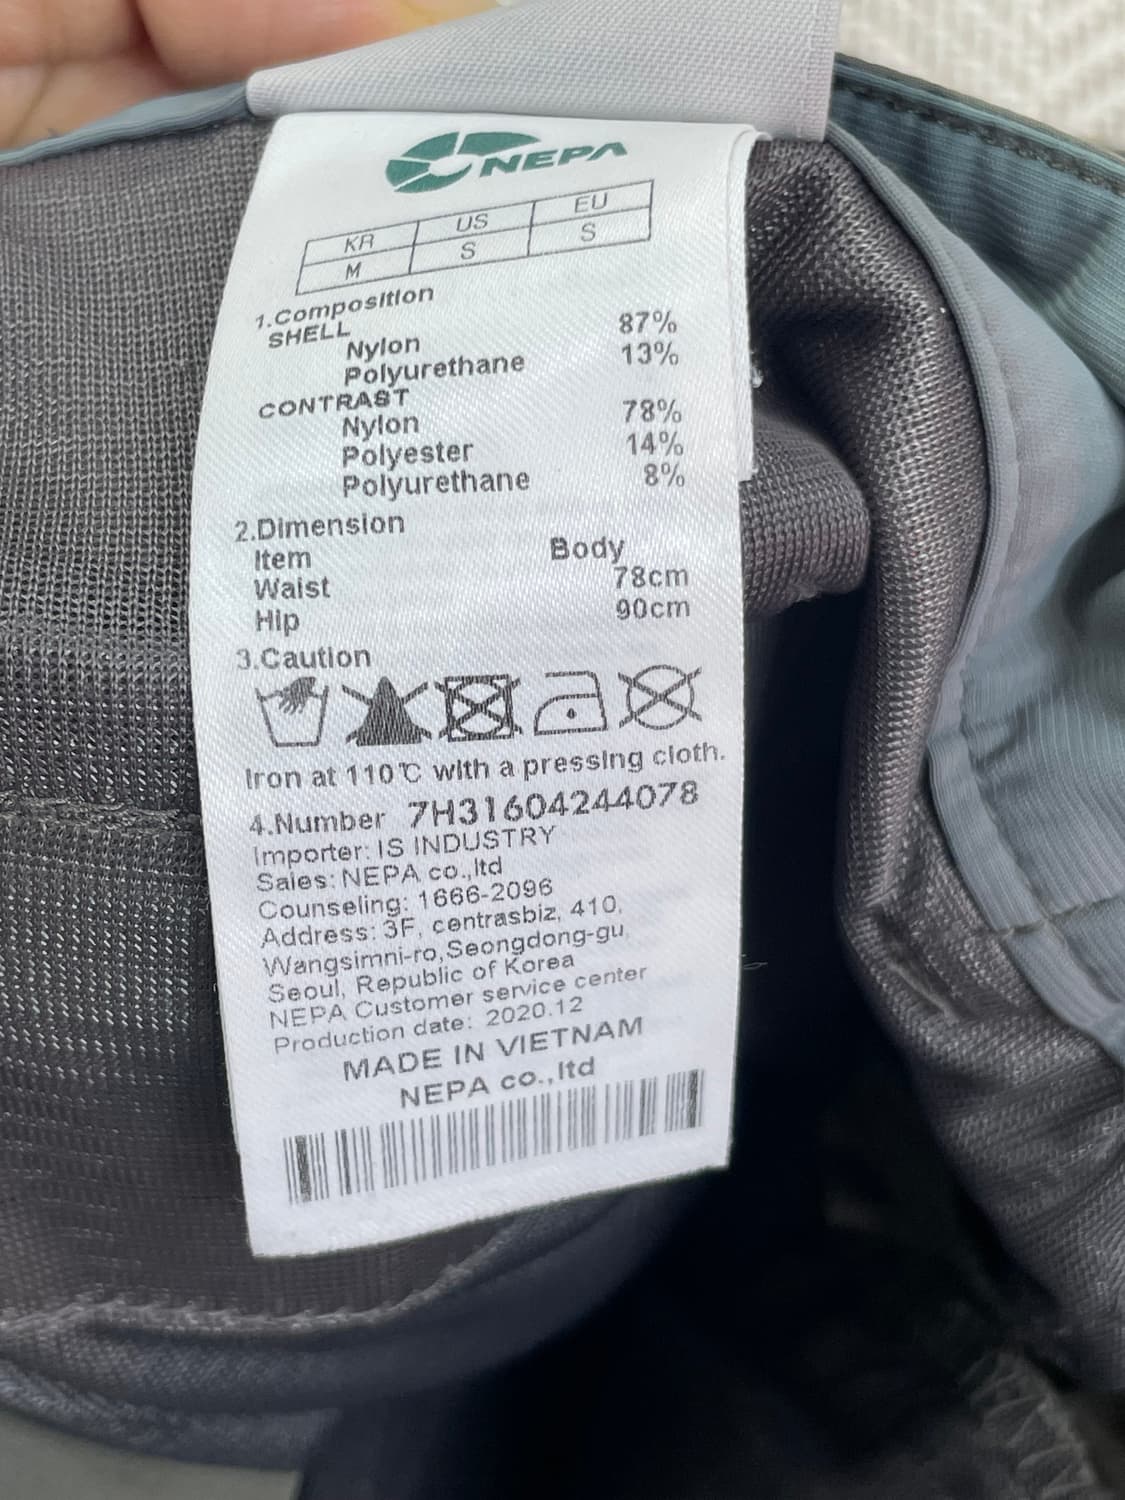 NEPA
KR US EU
M S S
1.Composition
SHELL
Nylon 87%
Polyurethane 13%
CONTRAST
Nylon 78%
Polyester 14%
Polyurethane 8%
2.Dimension
Item Body
Waist 78cm
Hip 90cm
3.Caution
Iron at 110℃ with a pressing cloth.
4.Number 7H31604244078
Importer: IS INDUSTRY
Sales: NEPA co.,ltd
Counseling: 1666-2096
Address: 3F, centrasbiz, 410,
Wangsimni-ro,Seongdong-gu,
Seoul, Republic of Korea
NEPA Customer service center
Production date: 2020.12
MADE IN VIETNAM
NEPA co.,ltd